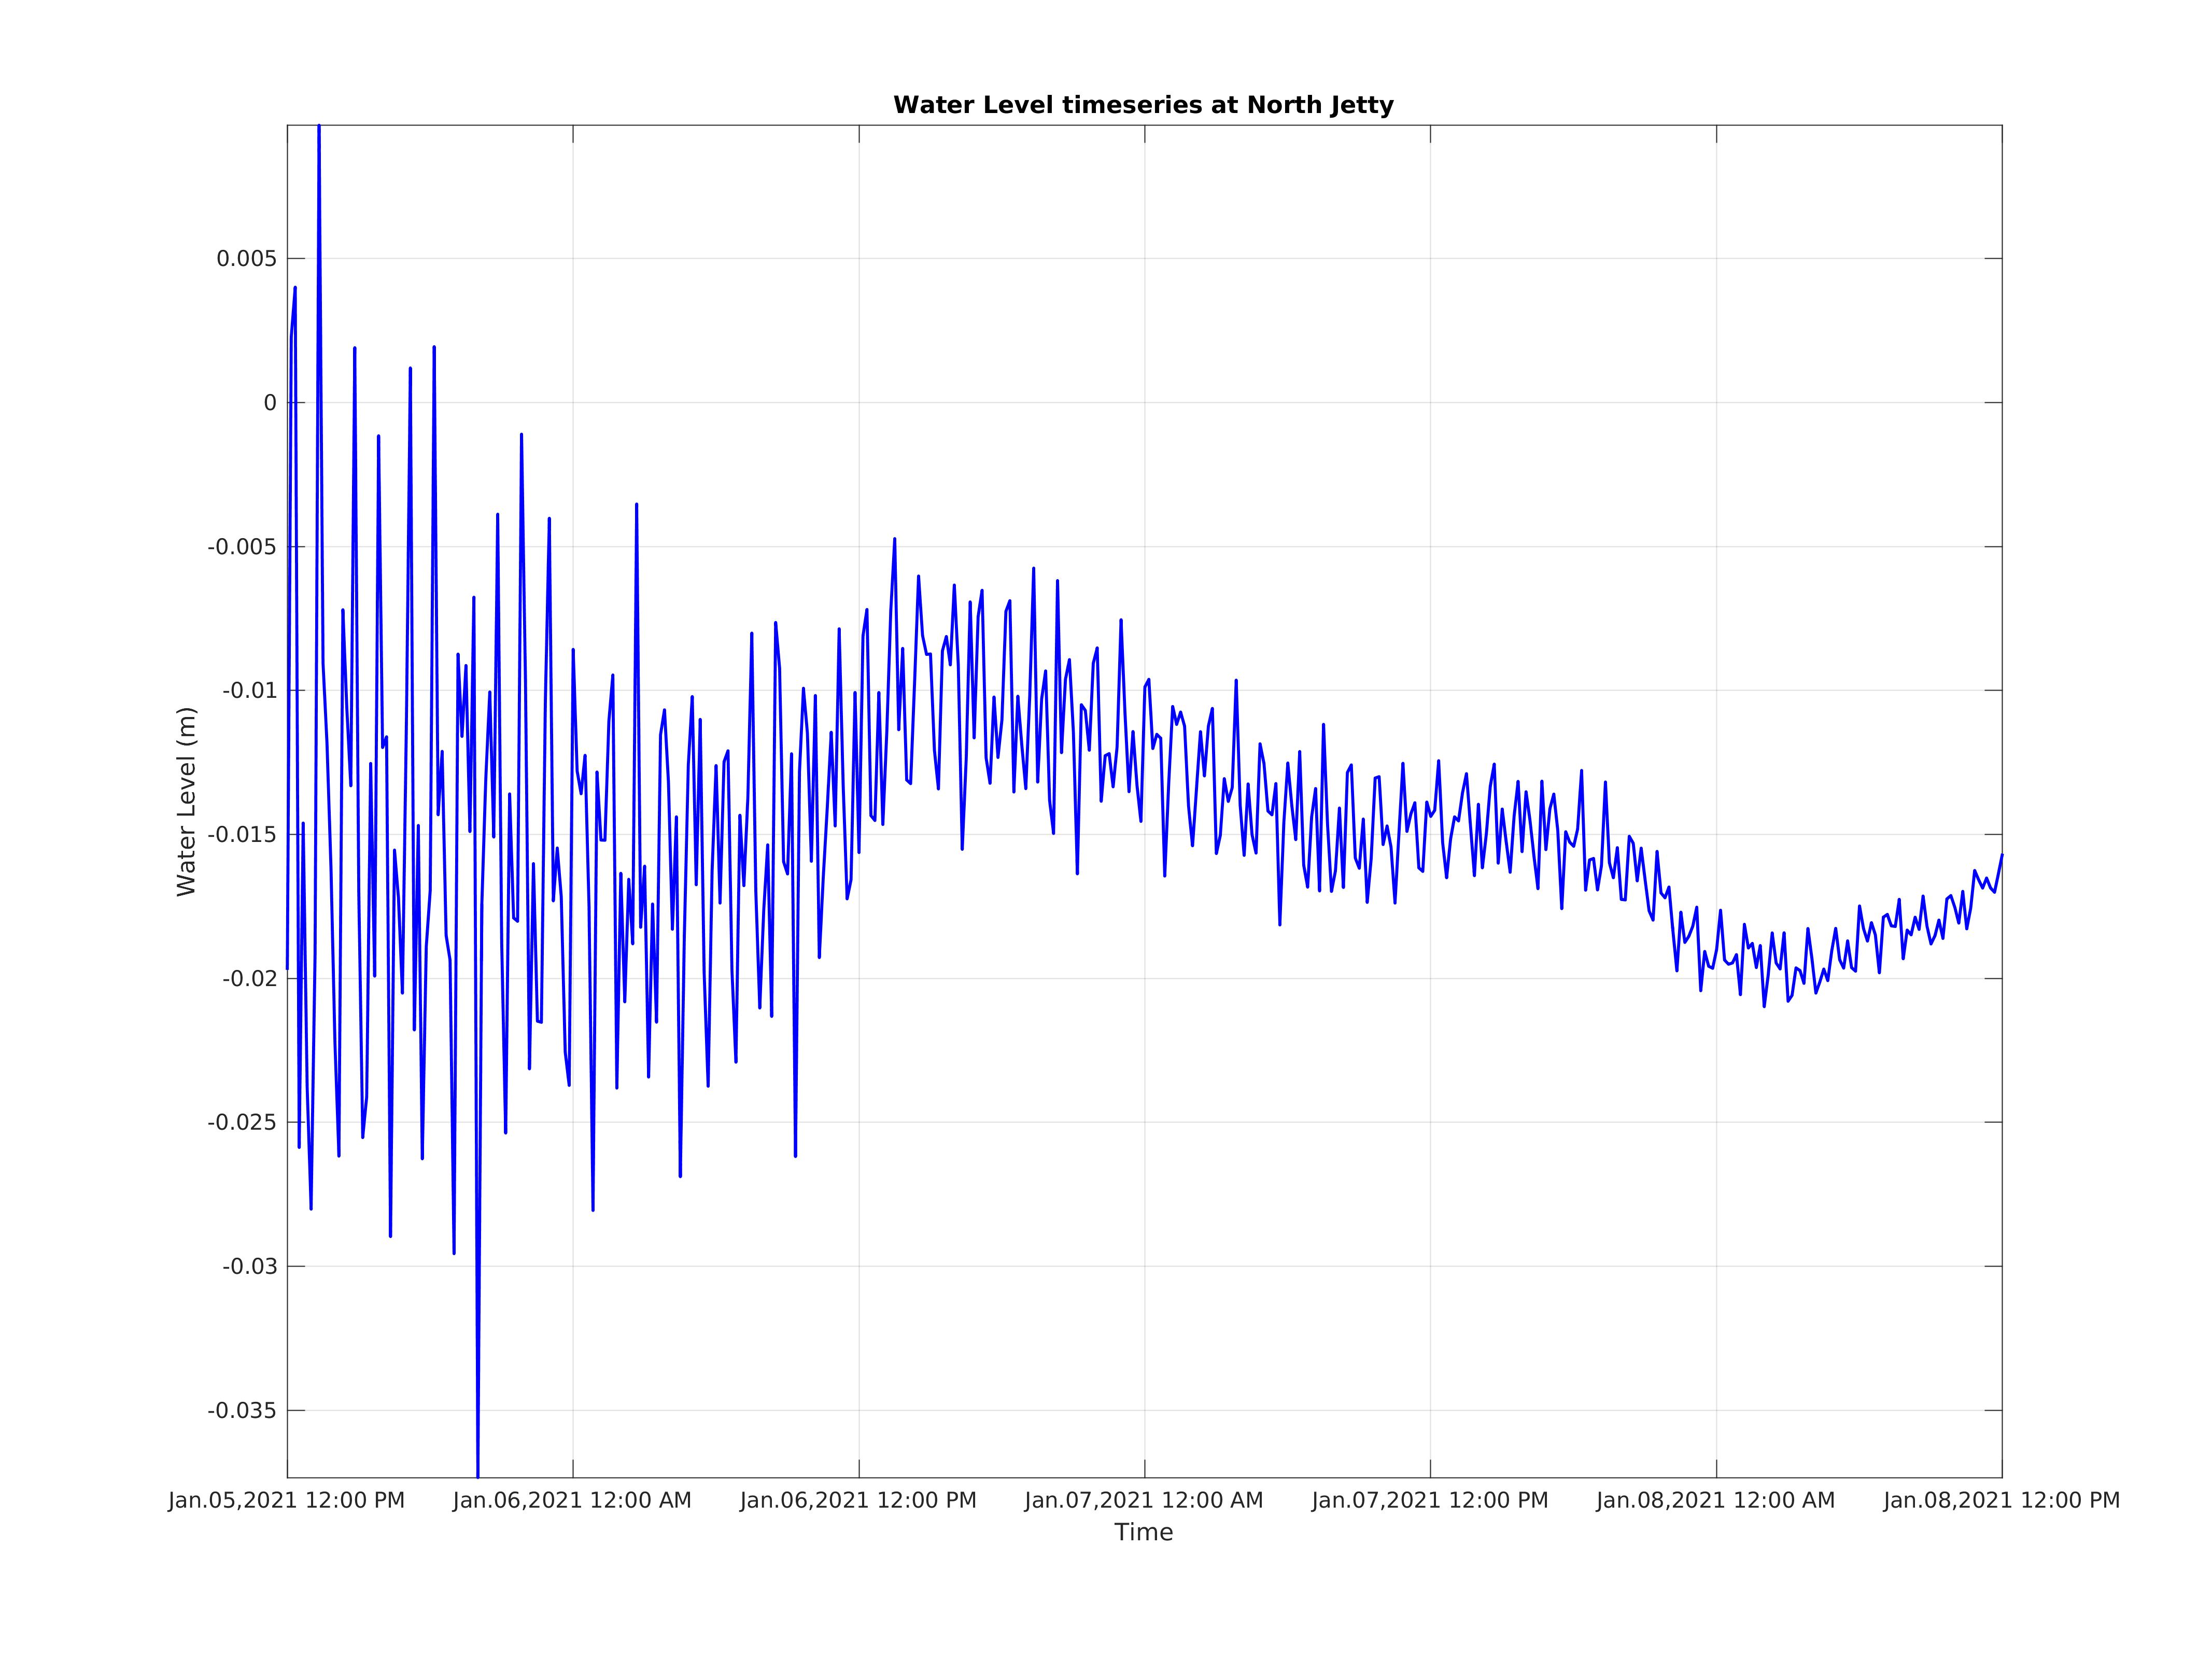 Water Level timeseries at North Jetty
0.005
0
-0.005
-0.01
-0.015
-0.02
-0.025
-0.03
-0.035
Water Level (m)
Jan.05,2021 12:00 PM
Jan.06,2021 12:00 AM
Jan.06,2021 12:00 PM
Jan.07,2021 12:00 AM
Jan.07,2021 12:00 PM
Jan.08,2021 12:00 AM
Jan.08,2021 12:00 PM
Time